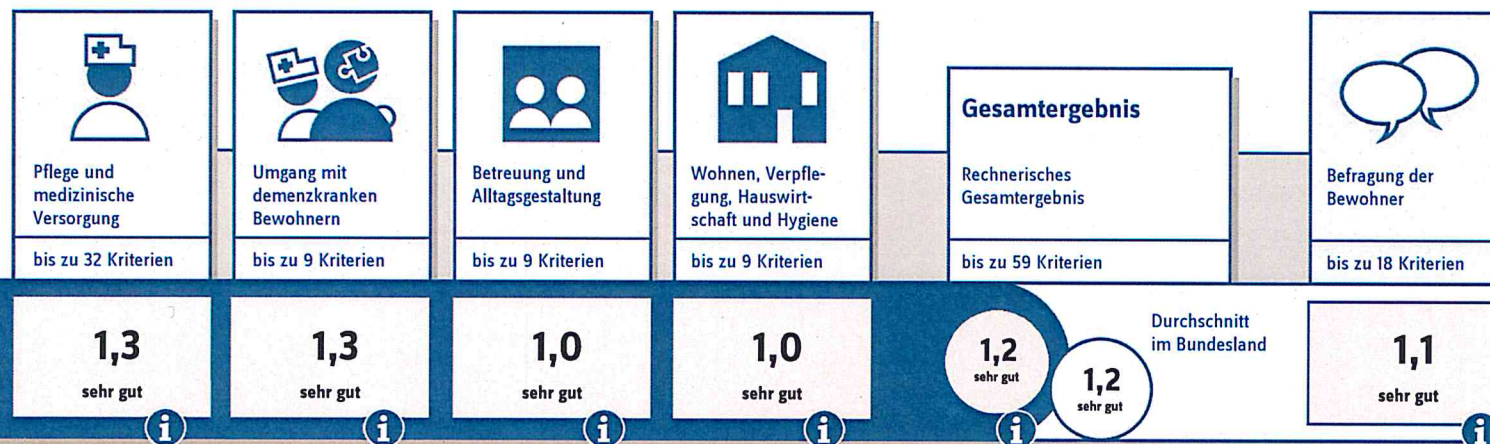 Pflege und
medizinische
Versorgung
bis zu 32 Kriterien
1,3
sehr gut
Umgang mit
demenzkranken
Bewohnern
bis zu 9 Kriterien
1,3
sehr gut
Betreuung und
Alltagsgestaltung
bis zu 9 Kriterien
1,0
sehr gut
Wohnen, Verpfle-
gung, Hauswirt-
schaft und Hygiene
bis zu 9 Kriterien
1,0
sehr gut
Gesamtergebnis
Rechnerisches
Gesamtergebnis
bis zu 59 Kriterien
1,2
sehr gut
Durchschnitt
im Bundesland
1,2
sehr gut
Befragung der
Bewohner
bis zu 18 Kriterien
1,1
sehr gut